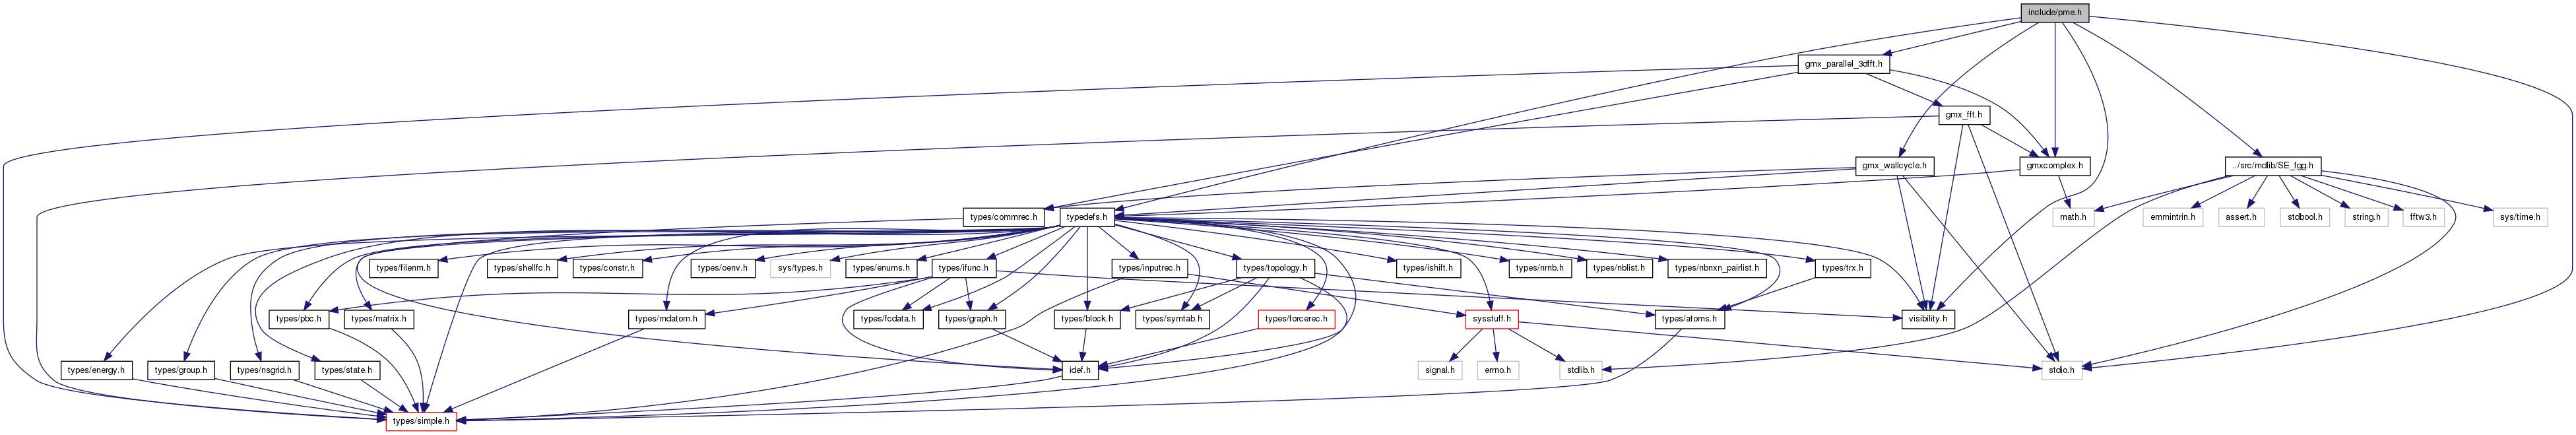 include/pme.h
gmx_parallel_3dfft.h
gmx_fft.h
gmx_wallcycle.h
gmxcomplex.h
../src/mdlib/SE_fgg.h
types/commrec.h
typedefs.h
math.h
emmintrin.h
assert.h
stdbool.h
string.h
fftw3.h
sys/time.h
types/filenm.h
types/shellfc.h
types/constr.h
types/oenv.h
sys/types.h
types/enums.h
types/ifunc.h
types/inputrec.h
types/topology.h
types/ishift.h
types/nrnb.h
types/nblist.h
types/nbnxn_pairlist.h
types/trx.h
types/pbc.h
types/matrix.h
types/mdatom.h
types/fcdata.h
types/graph.h
types/block.h
types/symtab.h
types/forcerec.h
sysstuff.h
types/atoms.h
visibility.h
types/energy.h
types/group.h
types/nsgrid.h
types/state.h
idef.h
signal.h
errno.h
stdlib.h
stdio.h
types/simple.h